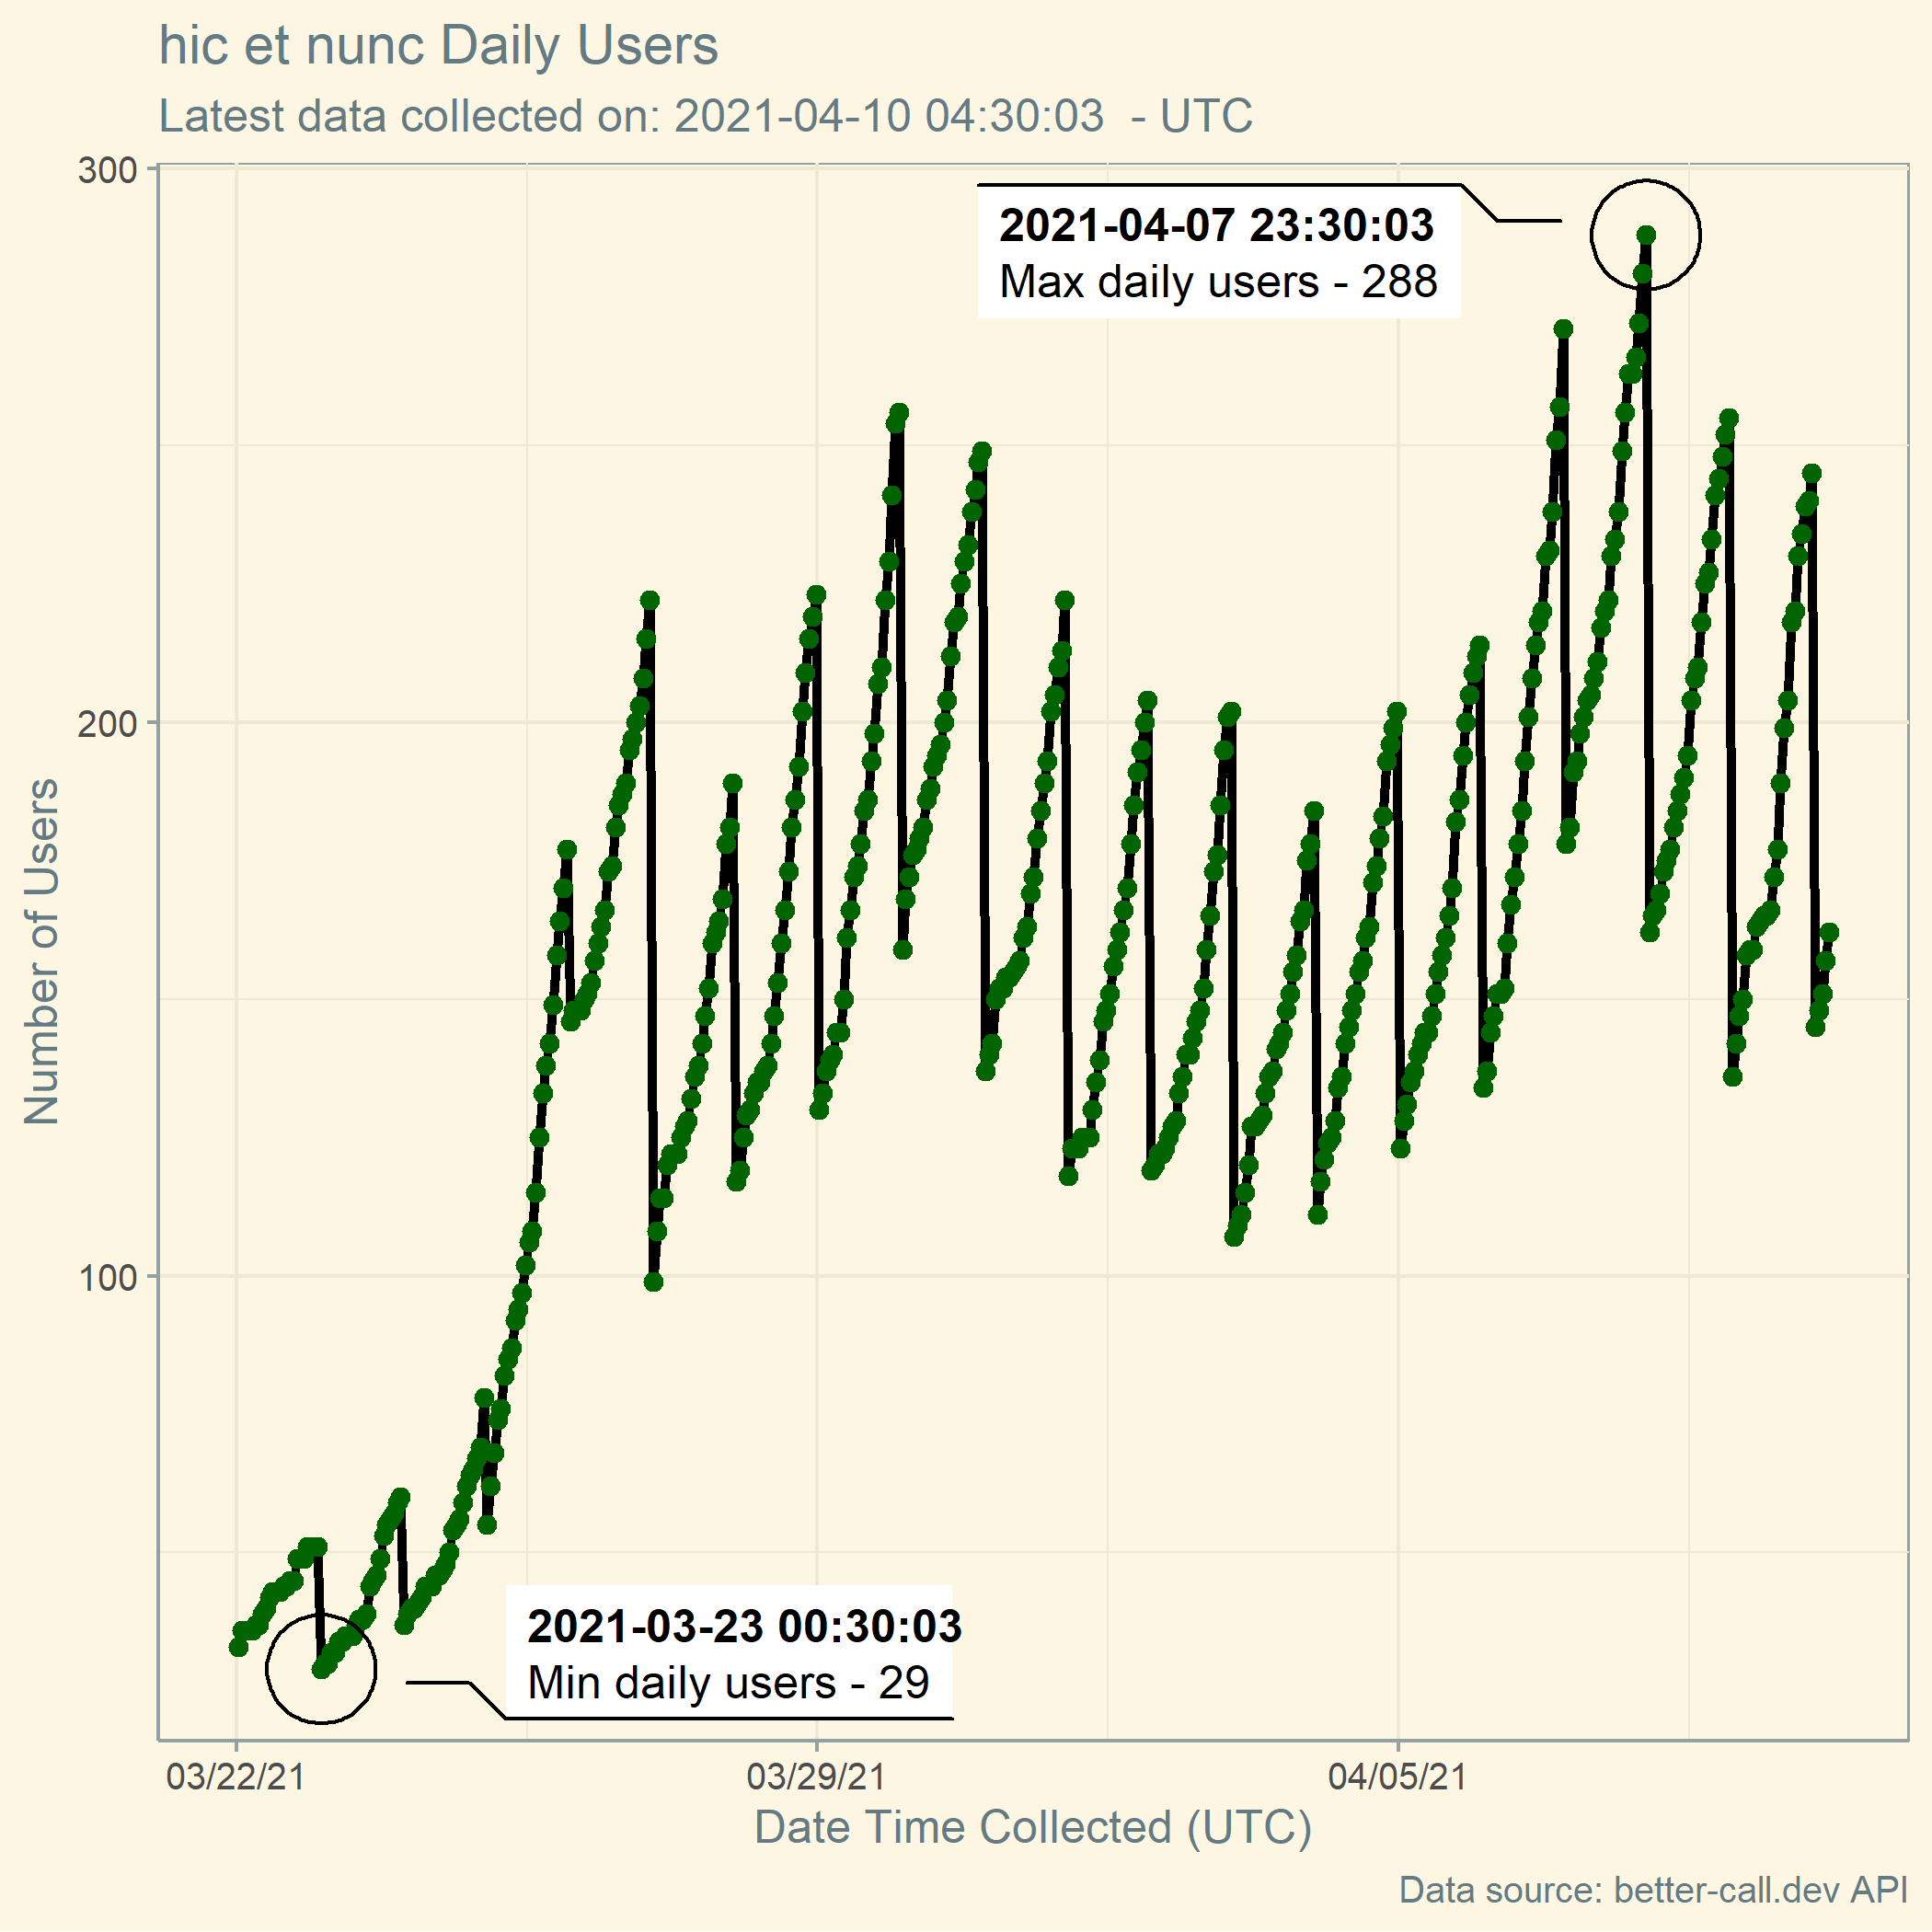 hic et nunc Daily Users
Latest data collected on: 2021-04-10 04:30:03  - UTC
300
2021-04-07 23:30:03
Max daily users - 288
200
Number of Users
100
2021-03-23 00:30:03
Min daily users - 29
03/22/21
03/29/21
04/05/21
Date Time Collected (UTC)
Data source: better-call.dev API